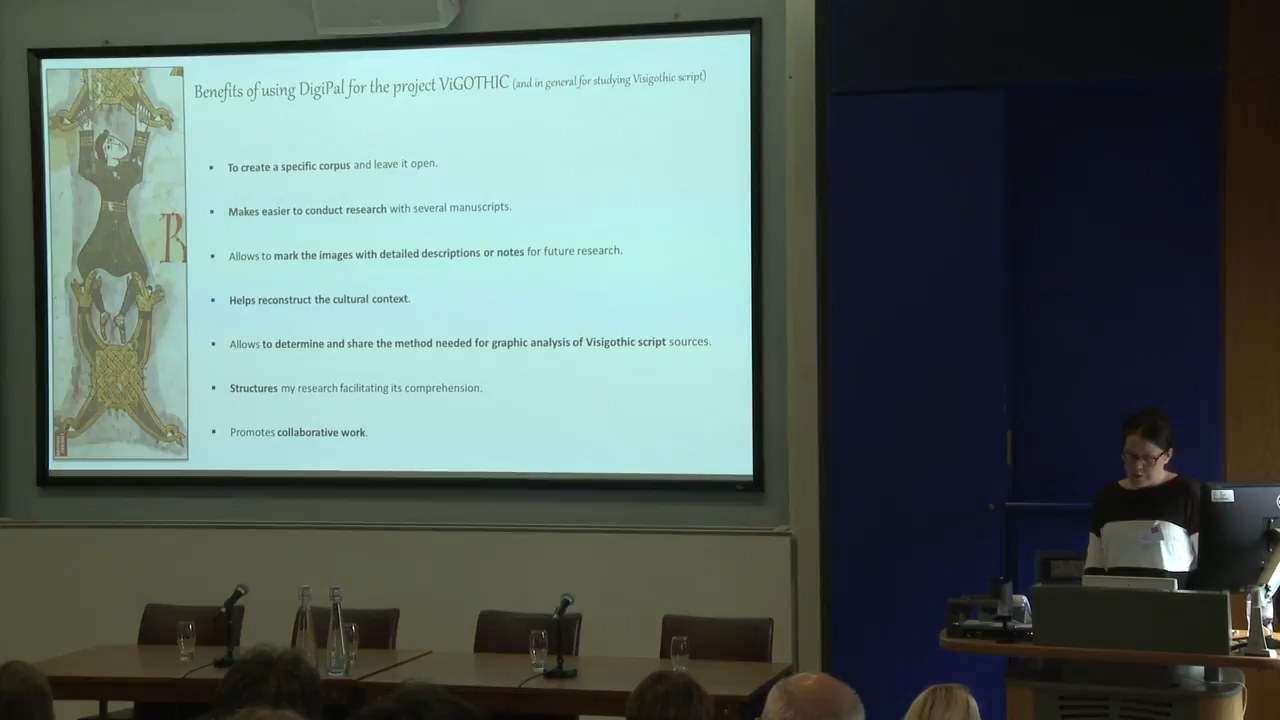 Benefits of using DigiPal for the project ViGOTHIC (and in general for studying Visigothic script)
▪ To create a specific corpus and leave it open.
▪ Makes easier to conduct research with several manuscripts.
▪ Allows to mark the images with detailed descriptions or notes for future research.
▪ Helps reconstruct the cultural context.
▪ Allows to determine and share the method needed for graphic analysis of Visigothic script sources.
▪ Structures my research facilitating its comprehension.
▪ Promotes collaborative work.
R